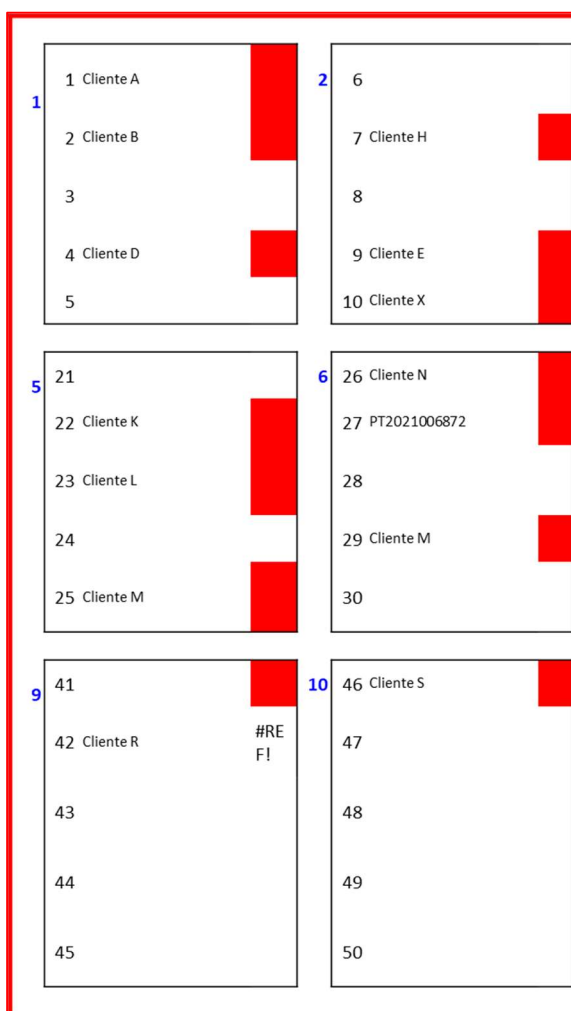 1
1 Cliente A
2 Cliente B
3
4 Cliente D
5
2
6
7 Cliente H
8
9 Cliente E
10 Cliente X
5
21
22 Cliente K
23 Cliente L
24
25 Cliente M
6
26 Cliente N
27 PT2021006872
28
29 Cliente M
30
9
41
42 Cliente R
#RE
F!
43
44
45
10
46 Cliente S
47
48
49
50